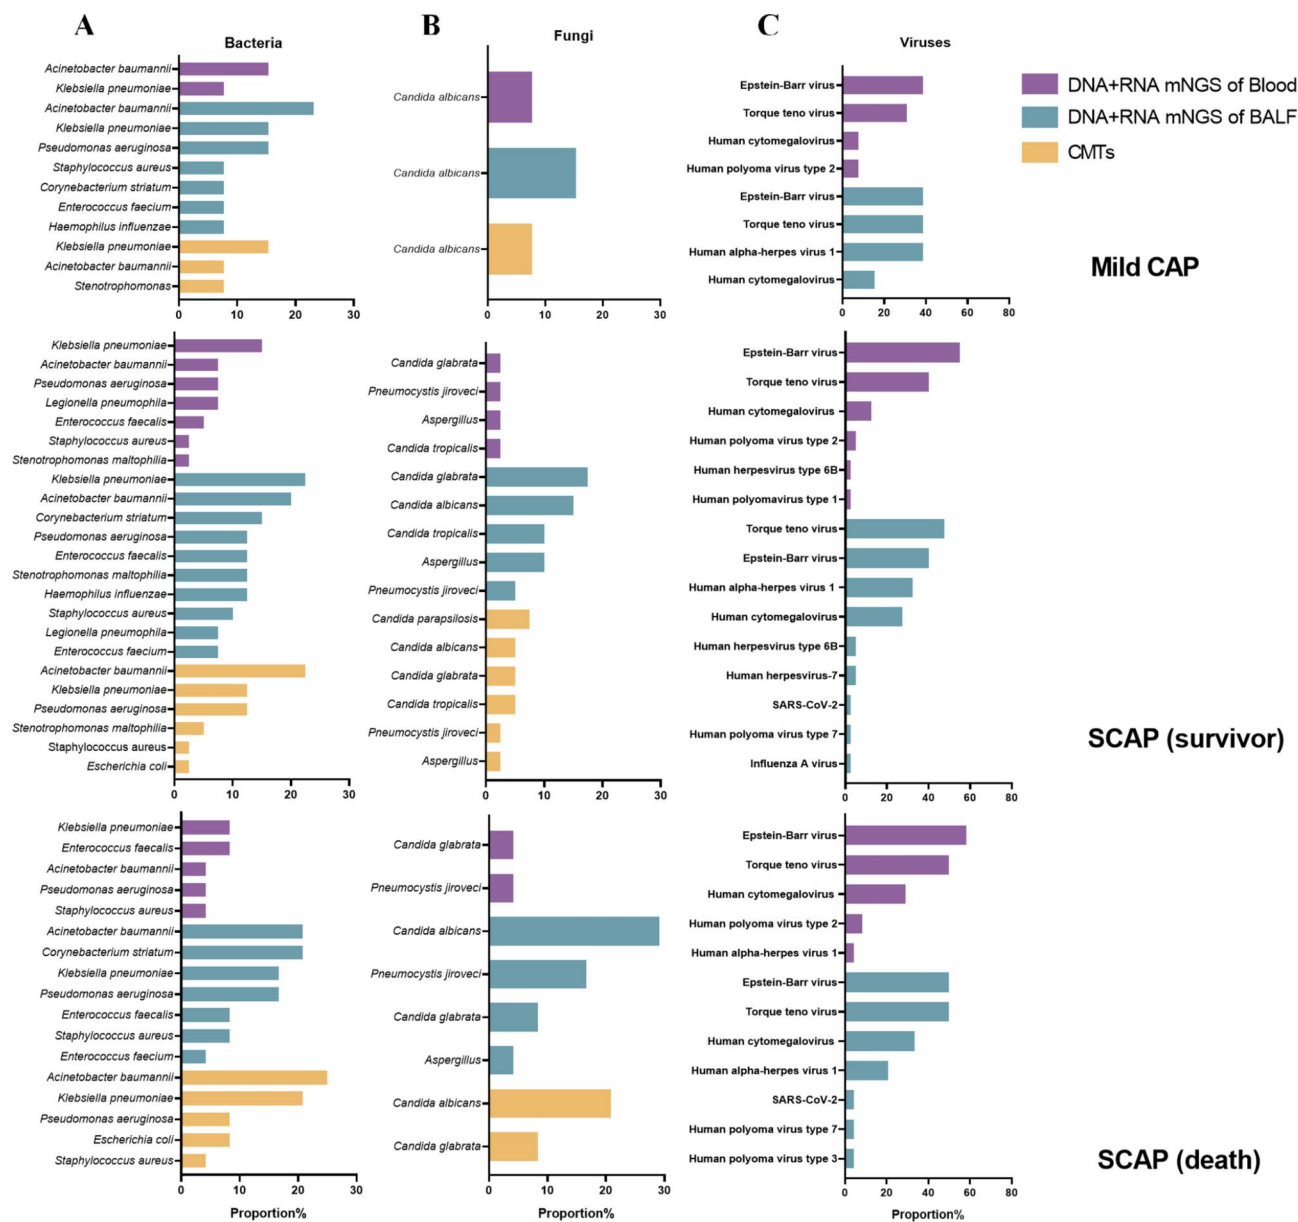 A
B
C
Bacteria
Fungi
Viruses
DNA+RNA mNGS of Blood
DNA+RNA mNGS of BALF
CMTs
Acinetobacter baumannii
Klebsiella pneumoniae
Acinetobacter baumannii
Klebsiella pneumoniae
Pseudomonas aeruginosa
Staphylococcus aureus
Corynebacterium striatum
Enterococcus faecium
Haemophilus influenzae
Klebsiella pneumoniae
Acinetobacter baumannii
Stenotrophomonas
0 10 20 30
Candida albicans
Candida albicans
Candida albicans
0 10 20 30
Epstein-Barr virus
Torque teno virus
Human cytomegalovirus
Human polyoma virus type 2
Epstein-Barr virus
Torque teno virus
Human alpha-herpes virus 1
Human cytomegalovirus
0 20 40 60 80
Mild CAP
Klebsiella pneumoniae
Acinetobacter baumannii
Pseudomonas aeruginosa
Legionella pneumophila
Enterococcus faecalis
Staphylococcus aureus
Stenotrophomonas maltophilia
Klebsiella pneumoniae
Acinetobacter baumannii
Corynebacterium striatum
Pseudomonas aeruginosa
Enterococcus faecalis
Stenotrophomonas maltophilia
Haemophilus influenzae
Staphylococcus aureus
Legionella pneumophila
Enterococcus faecium
Acinetobacter baumannii
Klebsiella pneumoniae
Pseudomonas aeruginosa
Stenotrophomonas maltophilia
Staphylococcus aureus
Escherichia coli
0 10 20 30
Candida glabrata
Pneumocystis jiroveci
Aspergillus
Candida tropicalis
Candida glabrata
Candida albicans
Candida tropicalis
Aspergillus
Pneumocystis jiroveci
Candida parapsilosis
Candida albicans
Candida glabrata
Candida tropicalis
Pneumocystis jiroveci
Aspergillus
0 10 20 30
Epstein-Barr virus
Torque teno virus
Human cytomegalovirus
Human polyoma virus type 2
Human herpesvirus type 6B
Human polyomavirus type 1
Torque teno virus
Epstein-Barr virus
Human alpha-herpes virus 1
Human cytomegalovirus
Human herpesvirus type 6B
Human herpesvirus-7
SARS-CoV-2
Human polyoma virus type 7
Influenza A virus
0 20 40 60 80
SCAP (survivor)
Klebsiella pneumoniae
Enterococcus faecalis
Acinetobacter baumannii
Pseudomonas aeruginosa
Staphylococcus aureus
Acinetobacter baumannii
Corynebacterium striatum
Klebsiella pneumoniae
Pseudomonas aeruginosa
Enterococcus faecalis
Staphylococcus aureus
Enterococcus faecium
Acinetobacter baumannii
Klebsiella pneumoniae
Pseudomonas aeruginosa
Escherichia coli
Staphylococcus aureus
0 10 20 30
Proportion%
Candida glabrata
Pneumocystis jiroveci
Candida albicans
Pneumocystis jiroveci
Candida glabrata
Aspergillus
Candida albicans
Candida glabrata
0 10 20 30
Proportion%
Epstein-Barr virus
Torque teno virus
Human cytomegalovirus
Human polyoma virus type 2
Human alpha-herpes virus 1
Epstein-Barr virus
Torque teno virus
Human cytomegalovirus
Human alpha-herpes virus 1
SARS-CoV-2
Human polyoma virus type 7
Human polyoma virus type 3
0 20 40 60 80
Proportion%
SCAP (death)